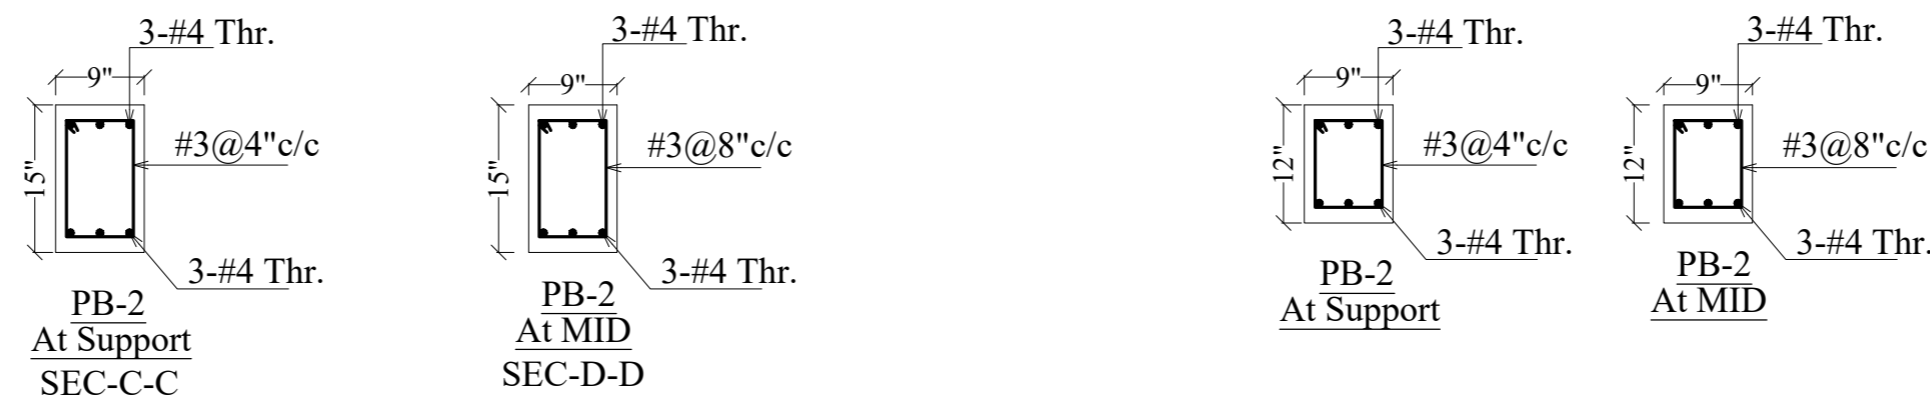 3-#4 Thr.
9"
15"
#3@4"c/c
3-#4 Thr.
PB-2
At Support
SEC-C-C
3-#4 Thr.
9"
15"
#3@8"c/c
3-#4 Thr.
PB-2
At MID
SEC-D-D
3-#4 Thr.
9"
12"
#3@4"c/c
3-#4 Thr.
PB-2
At Support
3-#4 Thr.
9"
12"
#3@8"c/c
3-#4 Thr.
PB-2
At MID